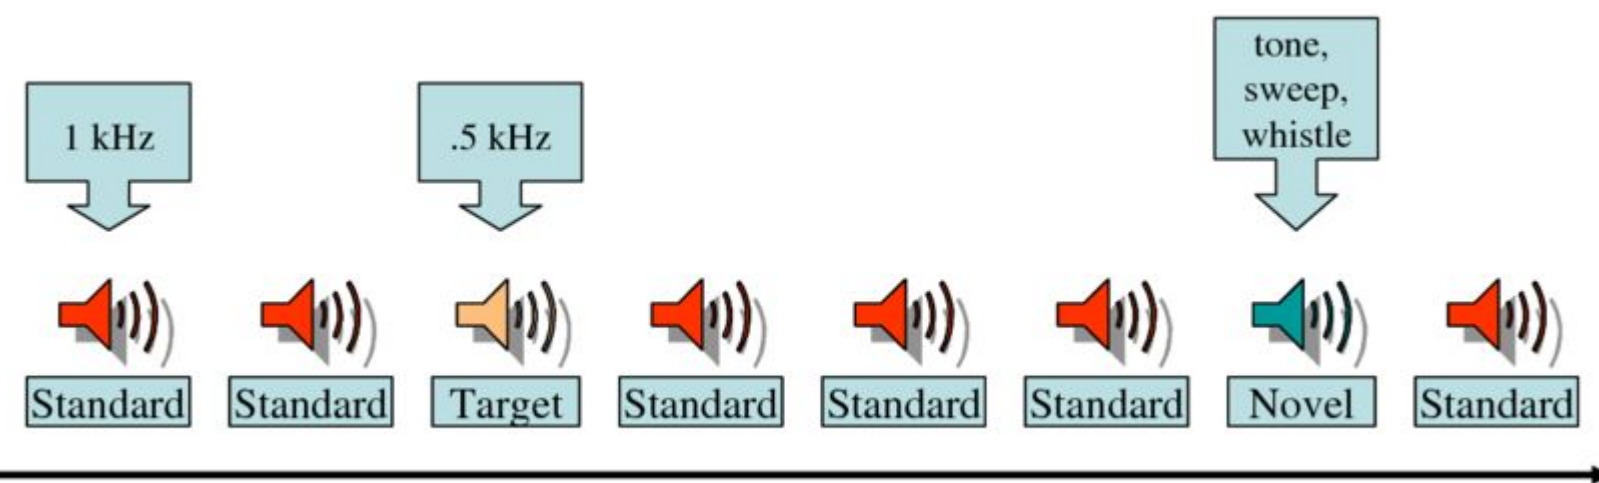 tone,
sweep,
whistle
1 kHz
.5 kHz
Standard
Standard
Target
Standard
Standard
Standard
Novel
Standard